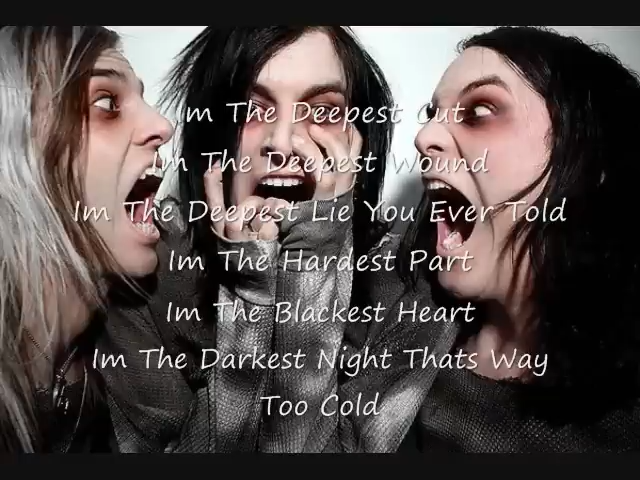 Im The Deepest Cut
Im The Deepest Wound
Im The Deepest Lie You Ever Told
Im The Hardest Part
Im The Blackest Heart
Im The Darkest Night Thats Way
Too Cold